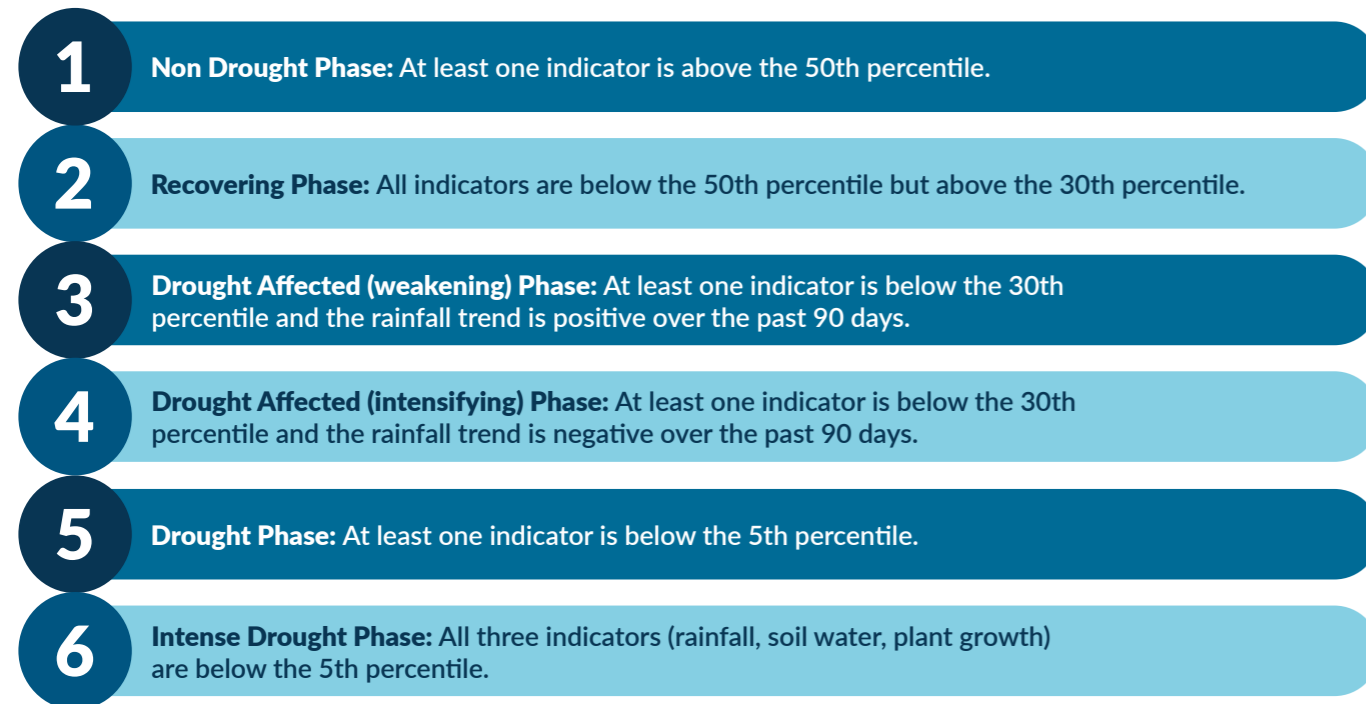 1
Non Drought Phase: At least one indicator is above the 50th percentile.
2
Recovering Phase: All indicators are below the 50th percentile but above the 30th percentile.
3
Drought Affected (weakening) Phase: At least one indicator is below the 30th
percentile and the rainfall trend is positive over the past 90 days.
4
Drought Affected (intensifying) Phase: At least one indicator is below the 30th
percentile and the rainfall trend is negative over the past 90 days.
5
Drought Phase: At least one indicator is below the 5th percentile.
6
Intense Drought Phase: All three indicators (rainfall, soil water, plant growth)
are below the 5th percentile.